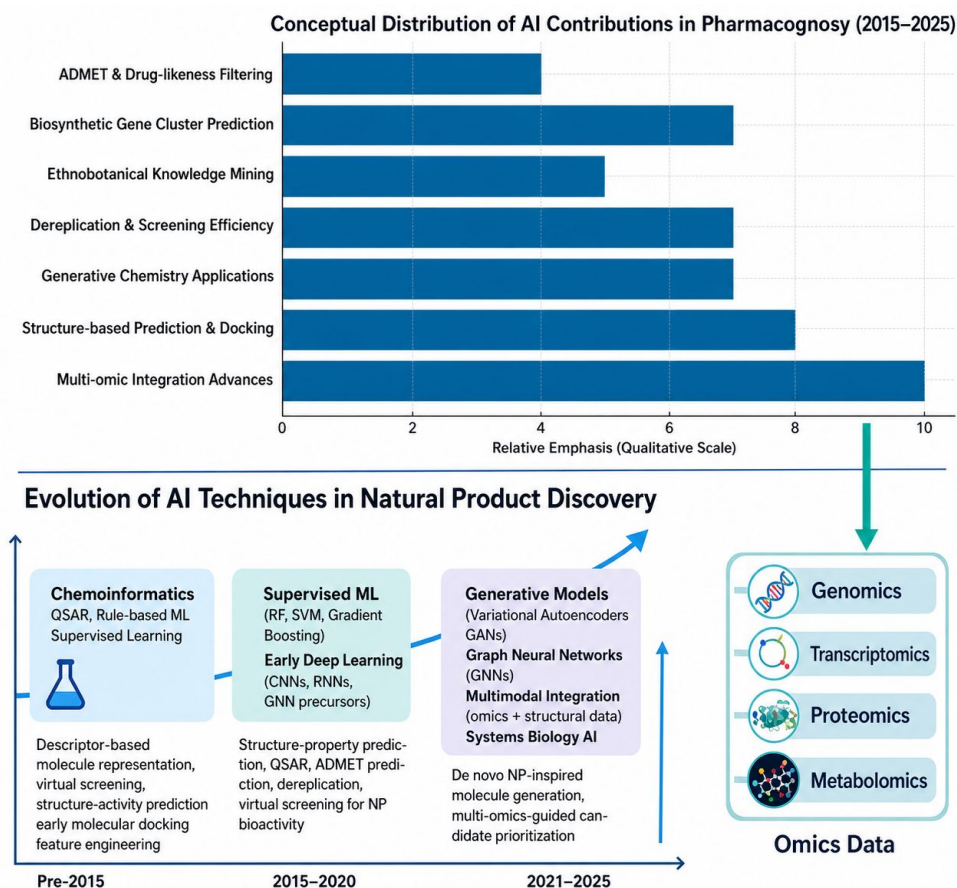 Conceptual Distribution of AI Contributions in Pharmacognosy (2015–2025)
ADMET & Drug-likeness Filtering
Biosynthetic Gene Cluster Prediction
Ethnobotanical Knowledge Mining
Dereplication & Screening Efficiency
Generative Chemistry Applications
Structure-based Prediction & Docking
Multi-omic Integration Advances
0 2 4 6 8 10
Relative Emphasis (Qualitative Scale)
Evolution of AI Techniques in Natural Product Discovery
Chemoinformatics
QSAR, Rule-based ML
Supervised Learning
Descriptor-based
molecule representation,
virtual screening,
structure-activity prediction
early molecular docking
feature engineering
Pre-2015
Supervised ML
(RF, SVM, Gradient
Boosting)
Early Deep Learning
(CNNs, RNNs,
GNN precursors)
Structure-property predic-
tion, QSAR, ADMET predi-
ction, dereplication,
virtual screening for NP
bioactivity
2015–2020
Generative Models
(Variational Autoencoders
GANs)
Graph Neural Networks
(GNNs)
Multimodal Integration
(omics + structural data)
Systems Biology AI
De novo NP-inspired
molecule generation,
multi-omics-guided can-
didate prioritization
2021–2025
Genomics
Transcriptomics
Proteomics
Metabolomics
Omics Data